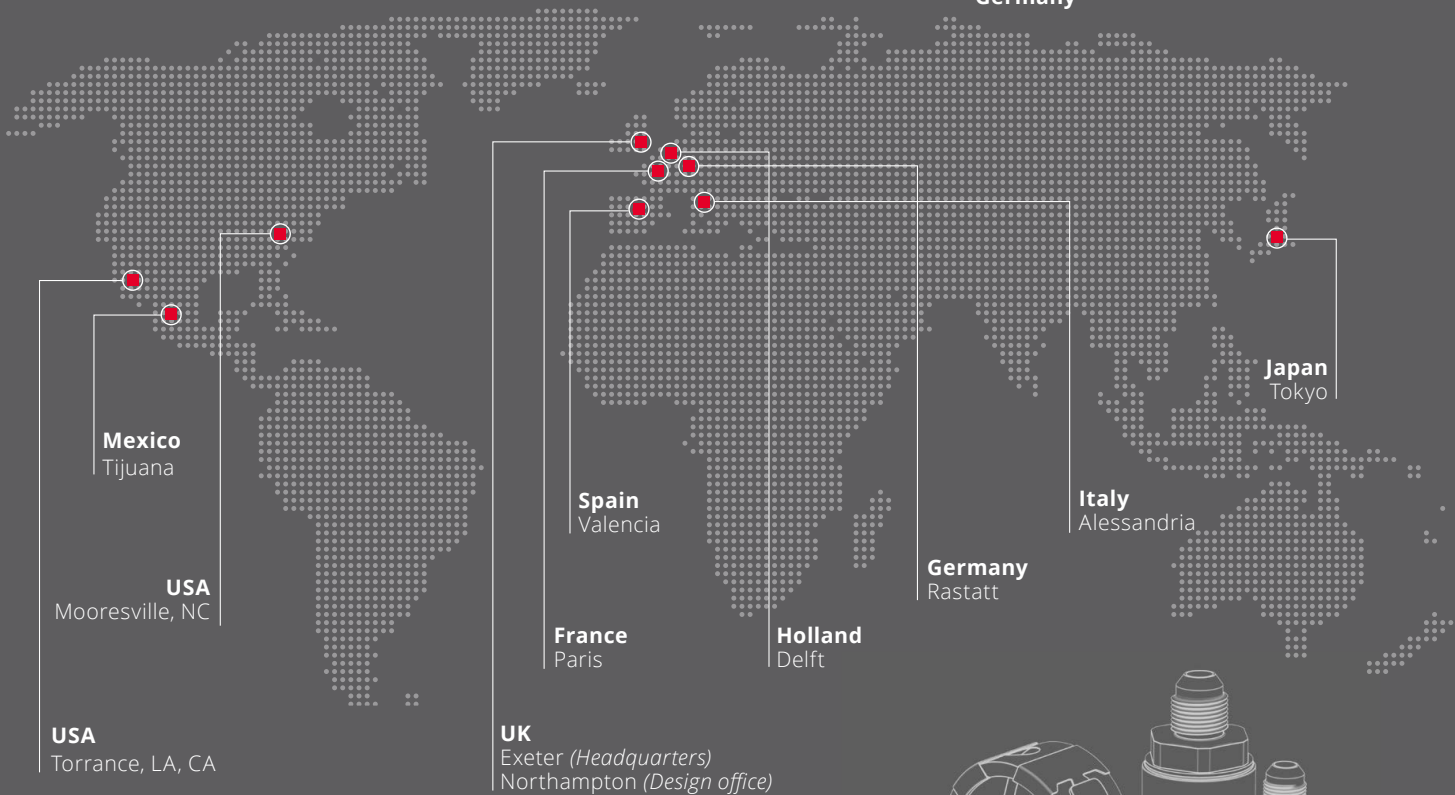 Germany
Japan
Tokyo
Mexico
Tijuana
Spain
Valencia
Italy
Alessandria
Germany
Rastatt
USA
Mooresville, NC
France
Paris
Holland
Delft
USA
Torrance, LA, CA
UK
Exeter (Headquarters)
Northampton (Design office)